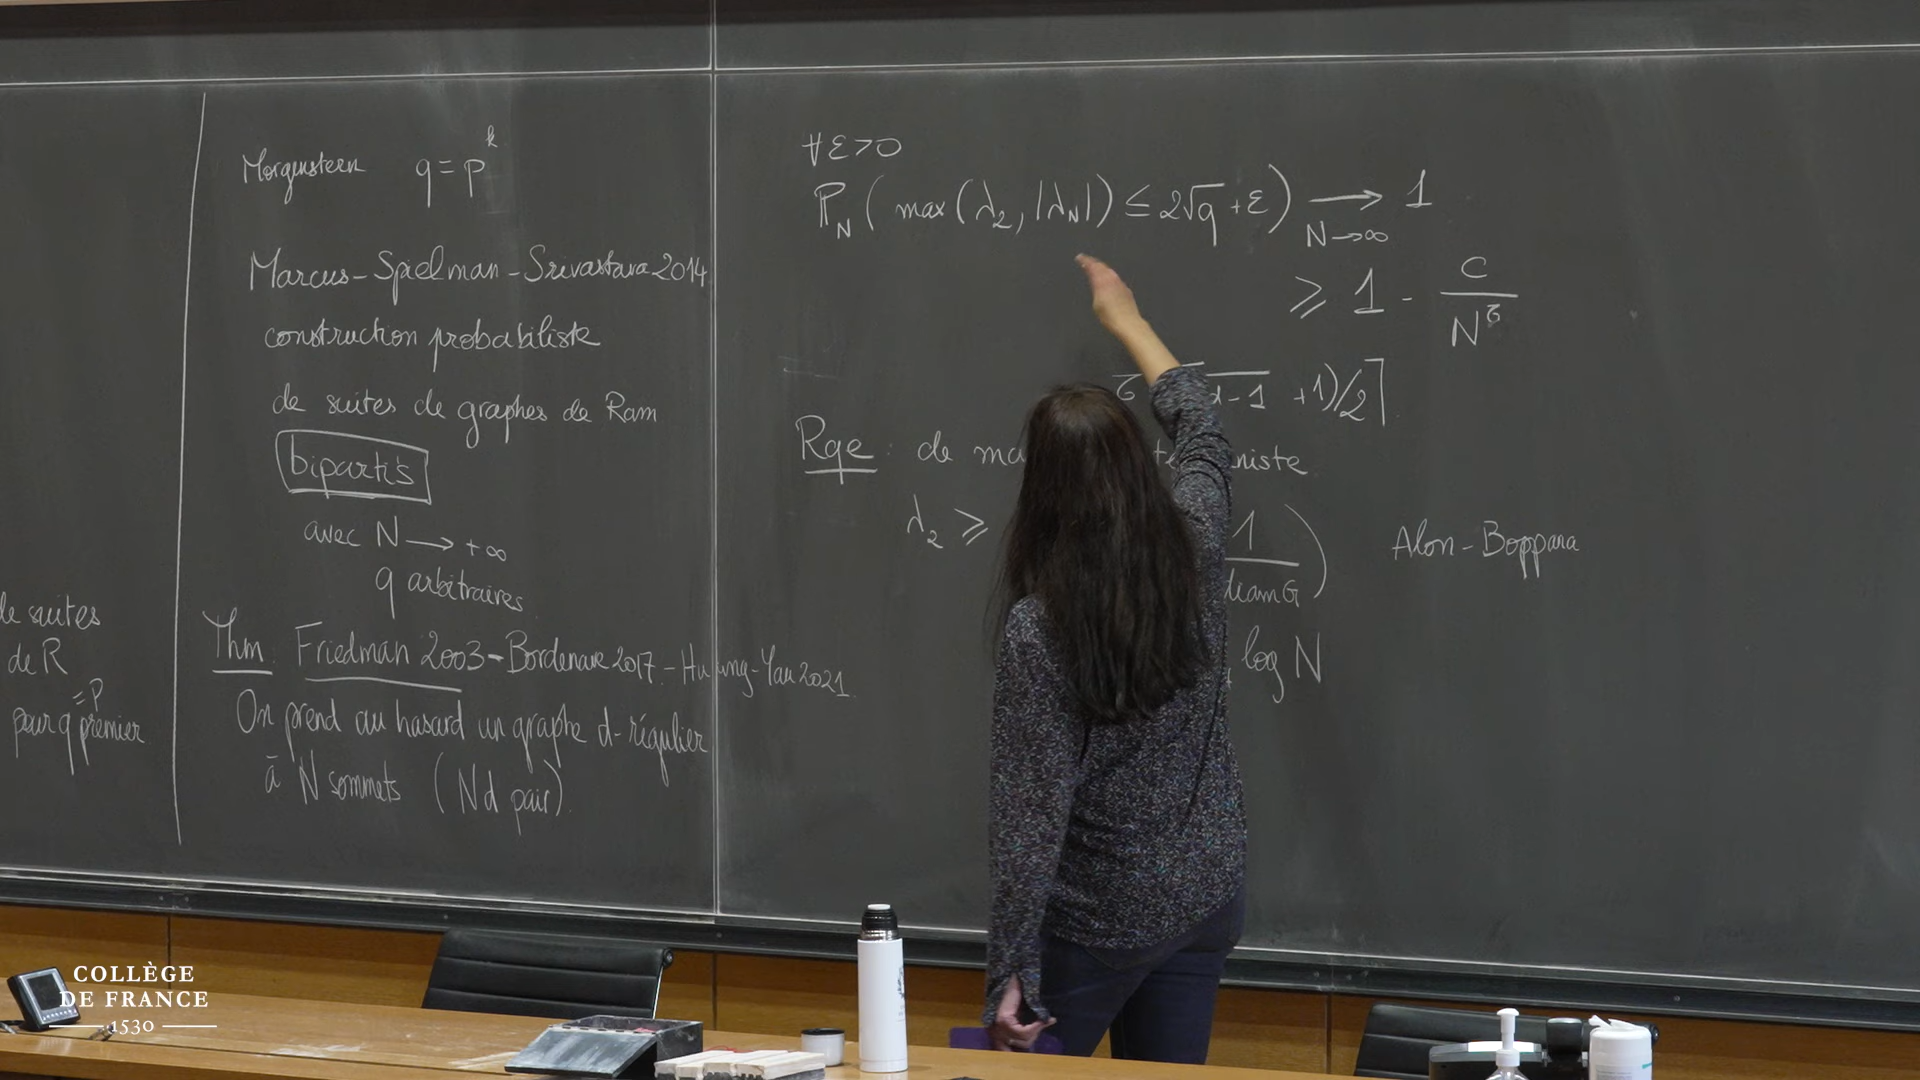 de suites
de R
= p
pour q premier
Morgenstern q = p^k
Marcus-Spielman-Srivastava 2014
construction probabiliste
de suites de graphes de Ram
bipartis
avec N → +∞
q arbitraires
Thm Friedman 2003 - Bordenave 2017 - Huang-Yau 2021
On prend au hasard un graphe d-régulier
à N sommets (Nd pair).
∀ε>0
ℙ_N ( max(λ_2, |λ_N|) ≤ 2√q + ε ) → 1
N→∞
≥ 1 - C / N^τ
d-1 +1)/2⌉
Rqe : de
λ_2 ≥ 1 / diam G ) Alon-Boppana
log N
COLLÈGE
DE FRANCE
1530